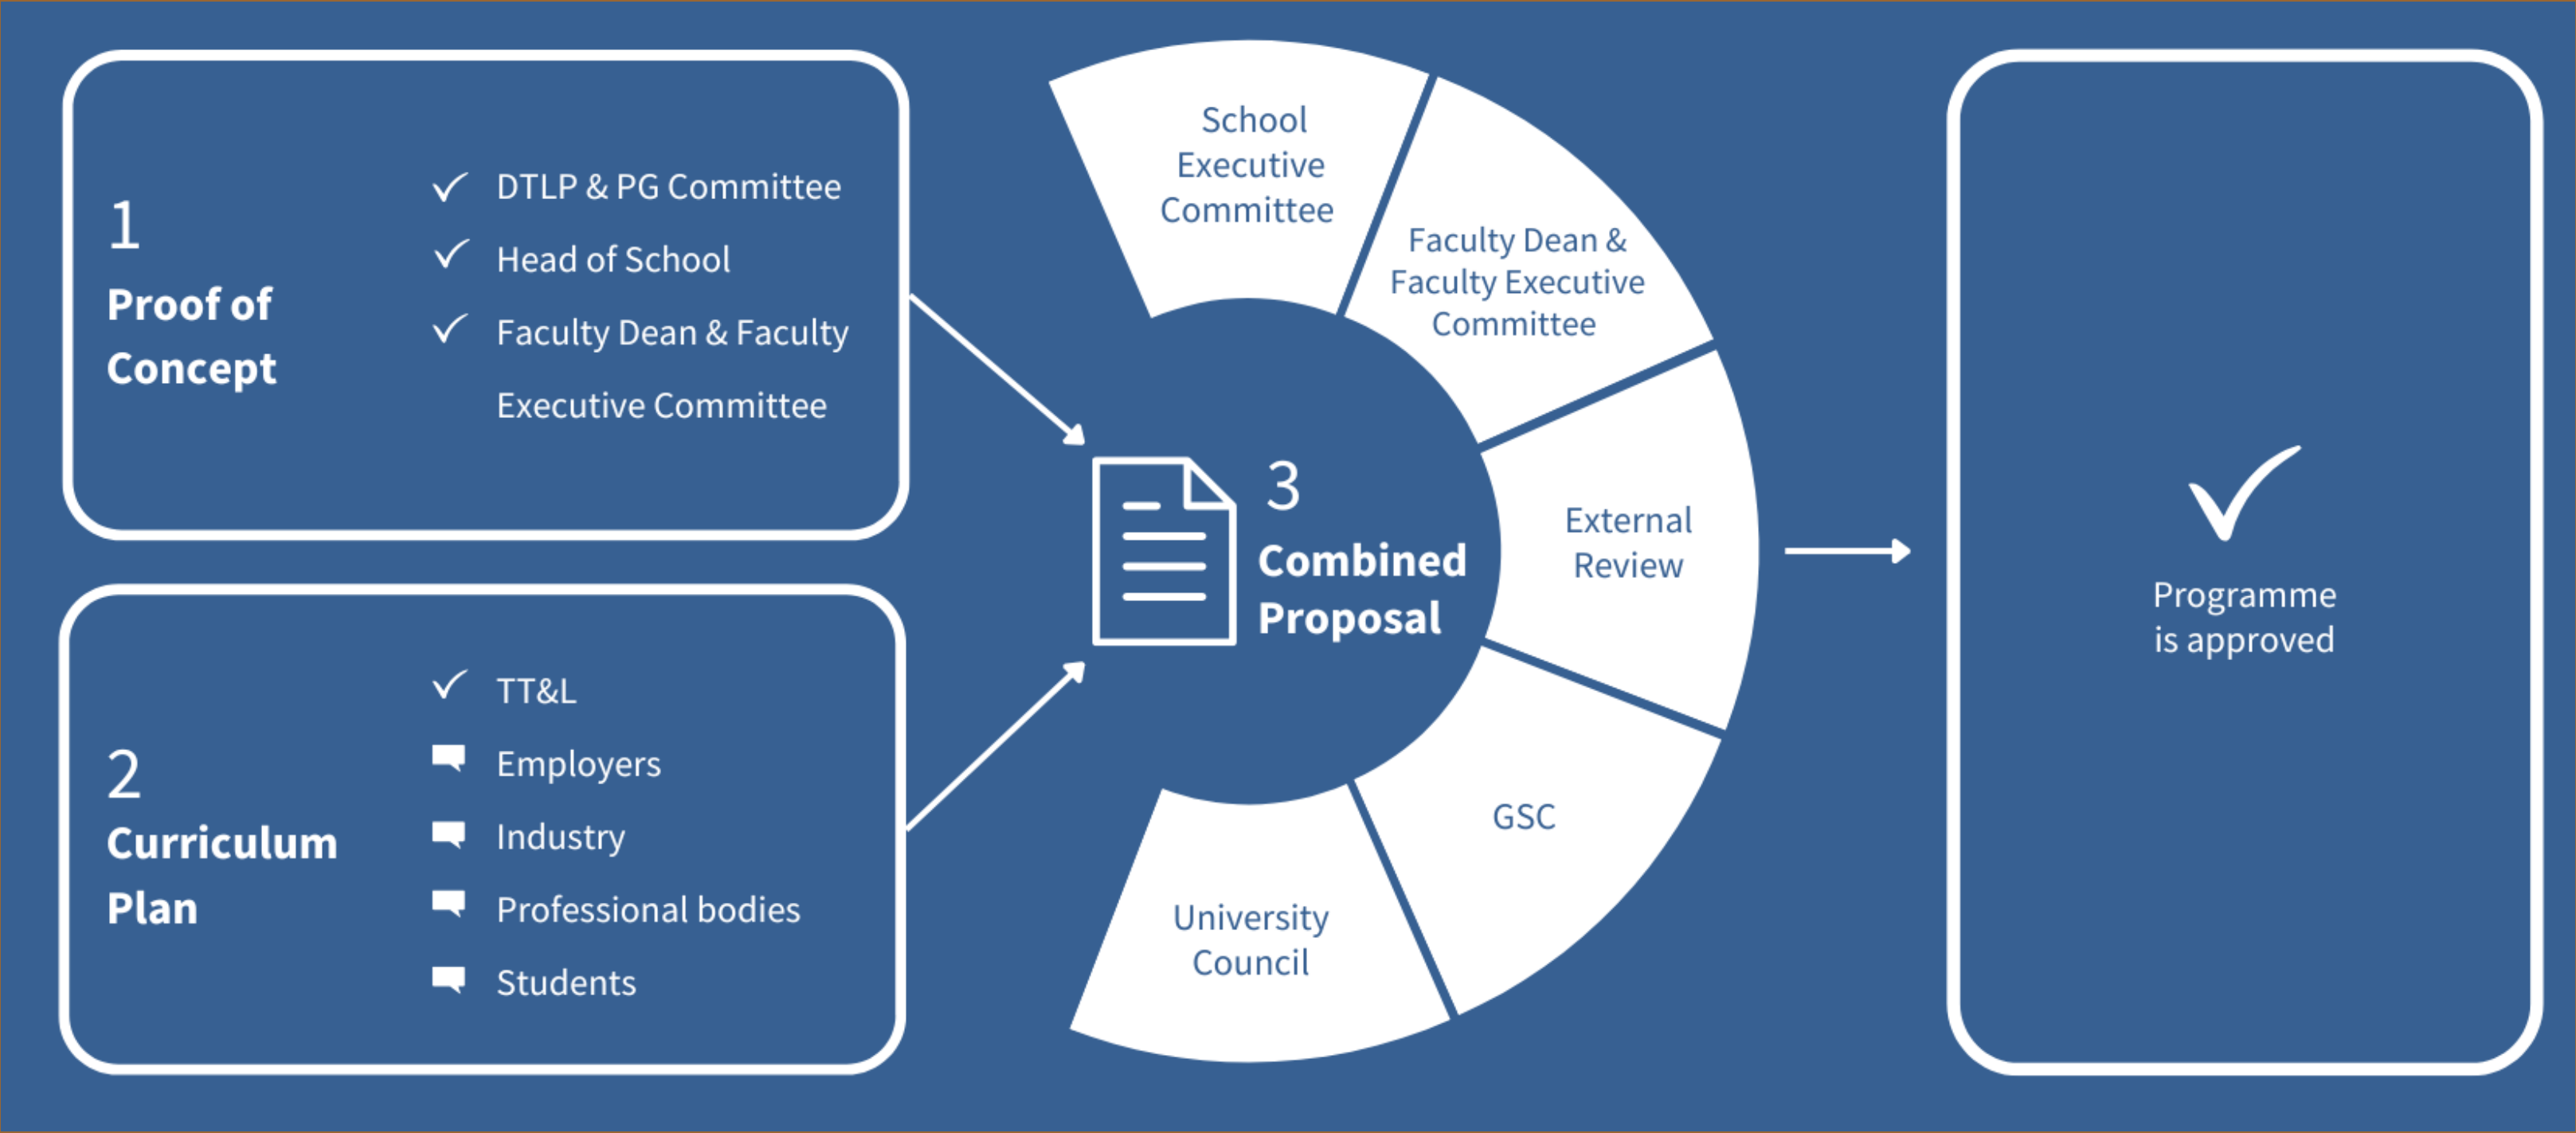 1
Proof of
Concept
DTLP & PG Committee
Head of School
Faculty Dean & Faculty
Executive Committee
2
Curriculum
Plan
TT&L
Employers
Industry
Professional bodies
Students
3
Combined
Proposal
School
Executive
Committee
Faculty Dean &
Faculty Executive
Committee
External
Review
GSC
University
Council
Programme
is approved